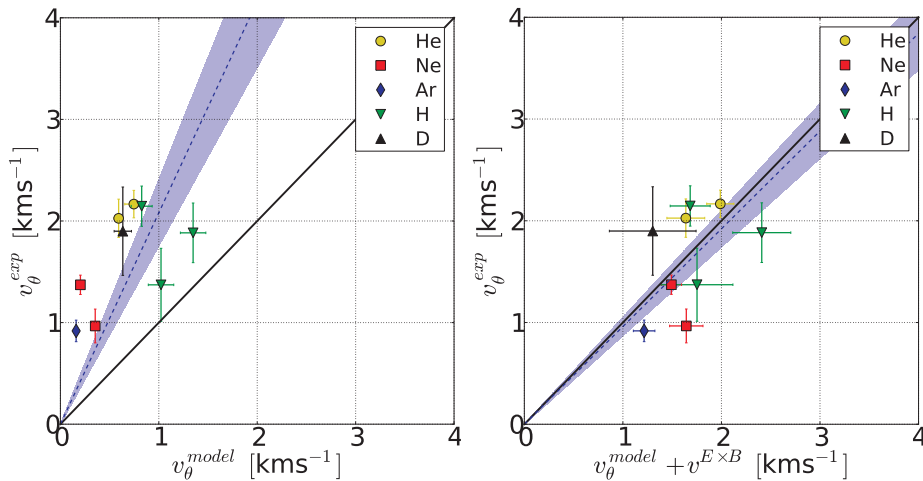 4
3
2
1
0
0 1 2 3 4
v_θ^{exp} [kms^{-1}]
v_θ^{model} [kms^{-1}]
He
Ne
Ar
H
D
4
3
2
1
0
0 1 2 3 4
v_θ^{exp} [kms^{-1}]
v_θ^{model} + v^{E×B} [kms^{-1}]
He
Ne
Ar
H
D